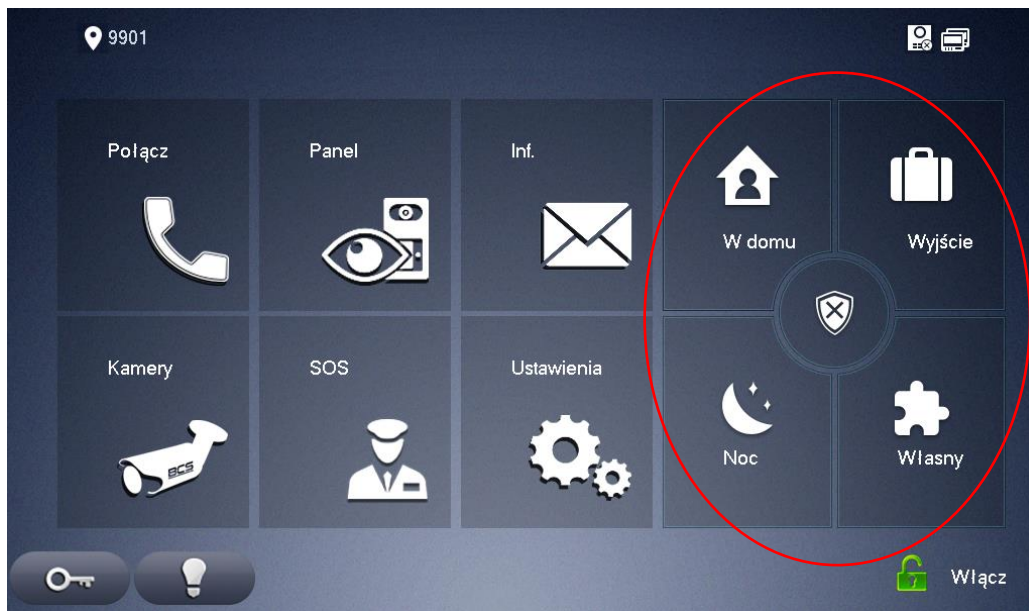 9901
Połącz
Panel
Inf.
W domu
Wyjście
Kamery
SOS
Ustawienia
Noc
Własny
BCS
Włącz